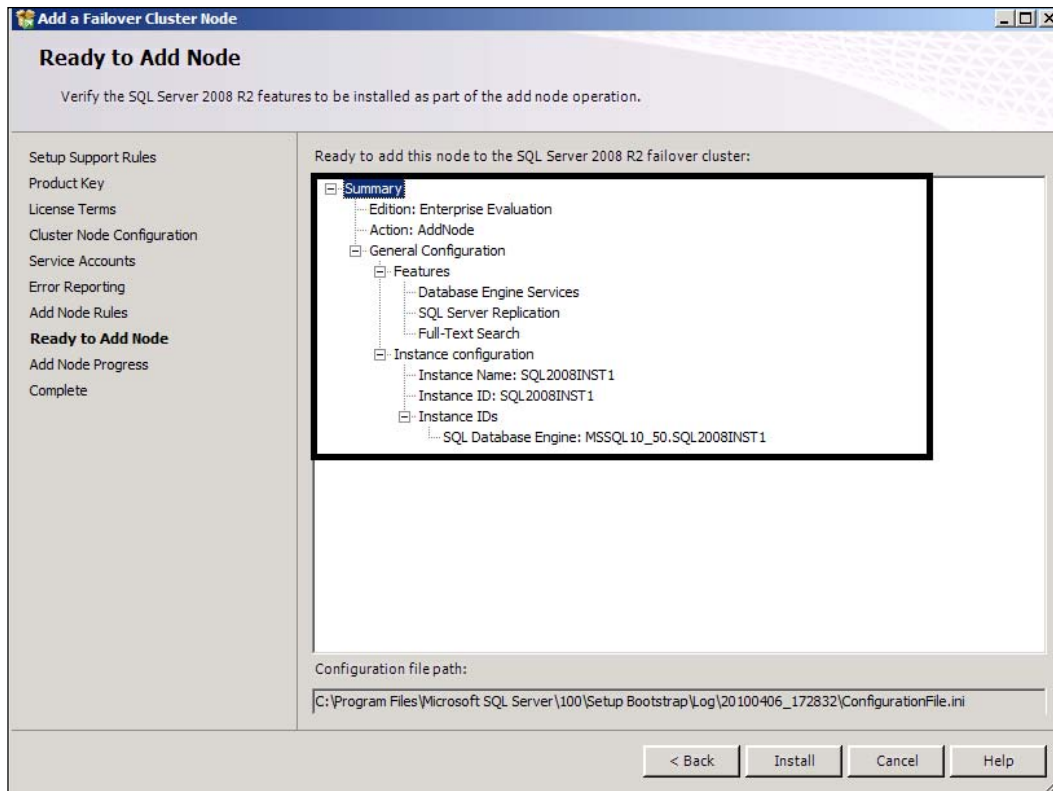 Add a Failover Cluster Node
Ready to Add Node
Verify the SQL Server 2008 R2 features to be installed as part of the add node operation.
Setup Support Rules
Product Key
License Terms
Cluster Node Configuration
Service Accounts
Error Reporting
Add Node Rules
Ready to Add Node
Add Node Progress
Complete
Ready to add this node to the SQL Server 2008 R2 failover cluster:
Summary
Edition: Enterprise Evaluation
Action: AddNode
General Configuration
Features
Database Engine Services
SQL Server Replication
Full-Text Search
Instance configuration
Instance Name: SQL2008INST1
Instance ID: SQL2008INST1
Instance IDs
SQL Database Engine: MSSQL10_50.SQL2008INST1
Configuration file path:
C:\Program Files\Microsoft SQL Server\100\Setup Bootstrap\Log\20100406_172832\ConfigurationFile.ini
< Back Install Cancel Help